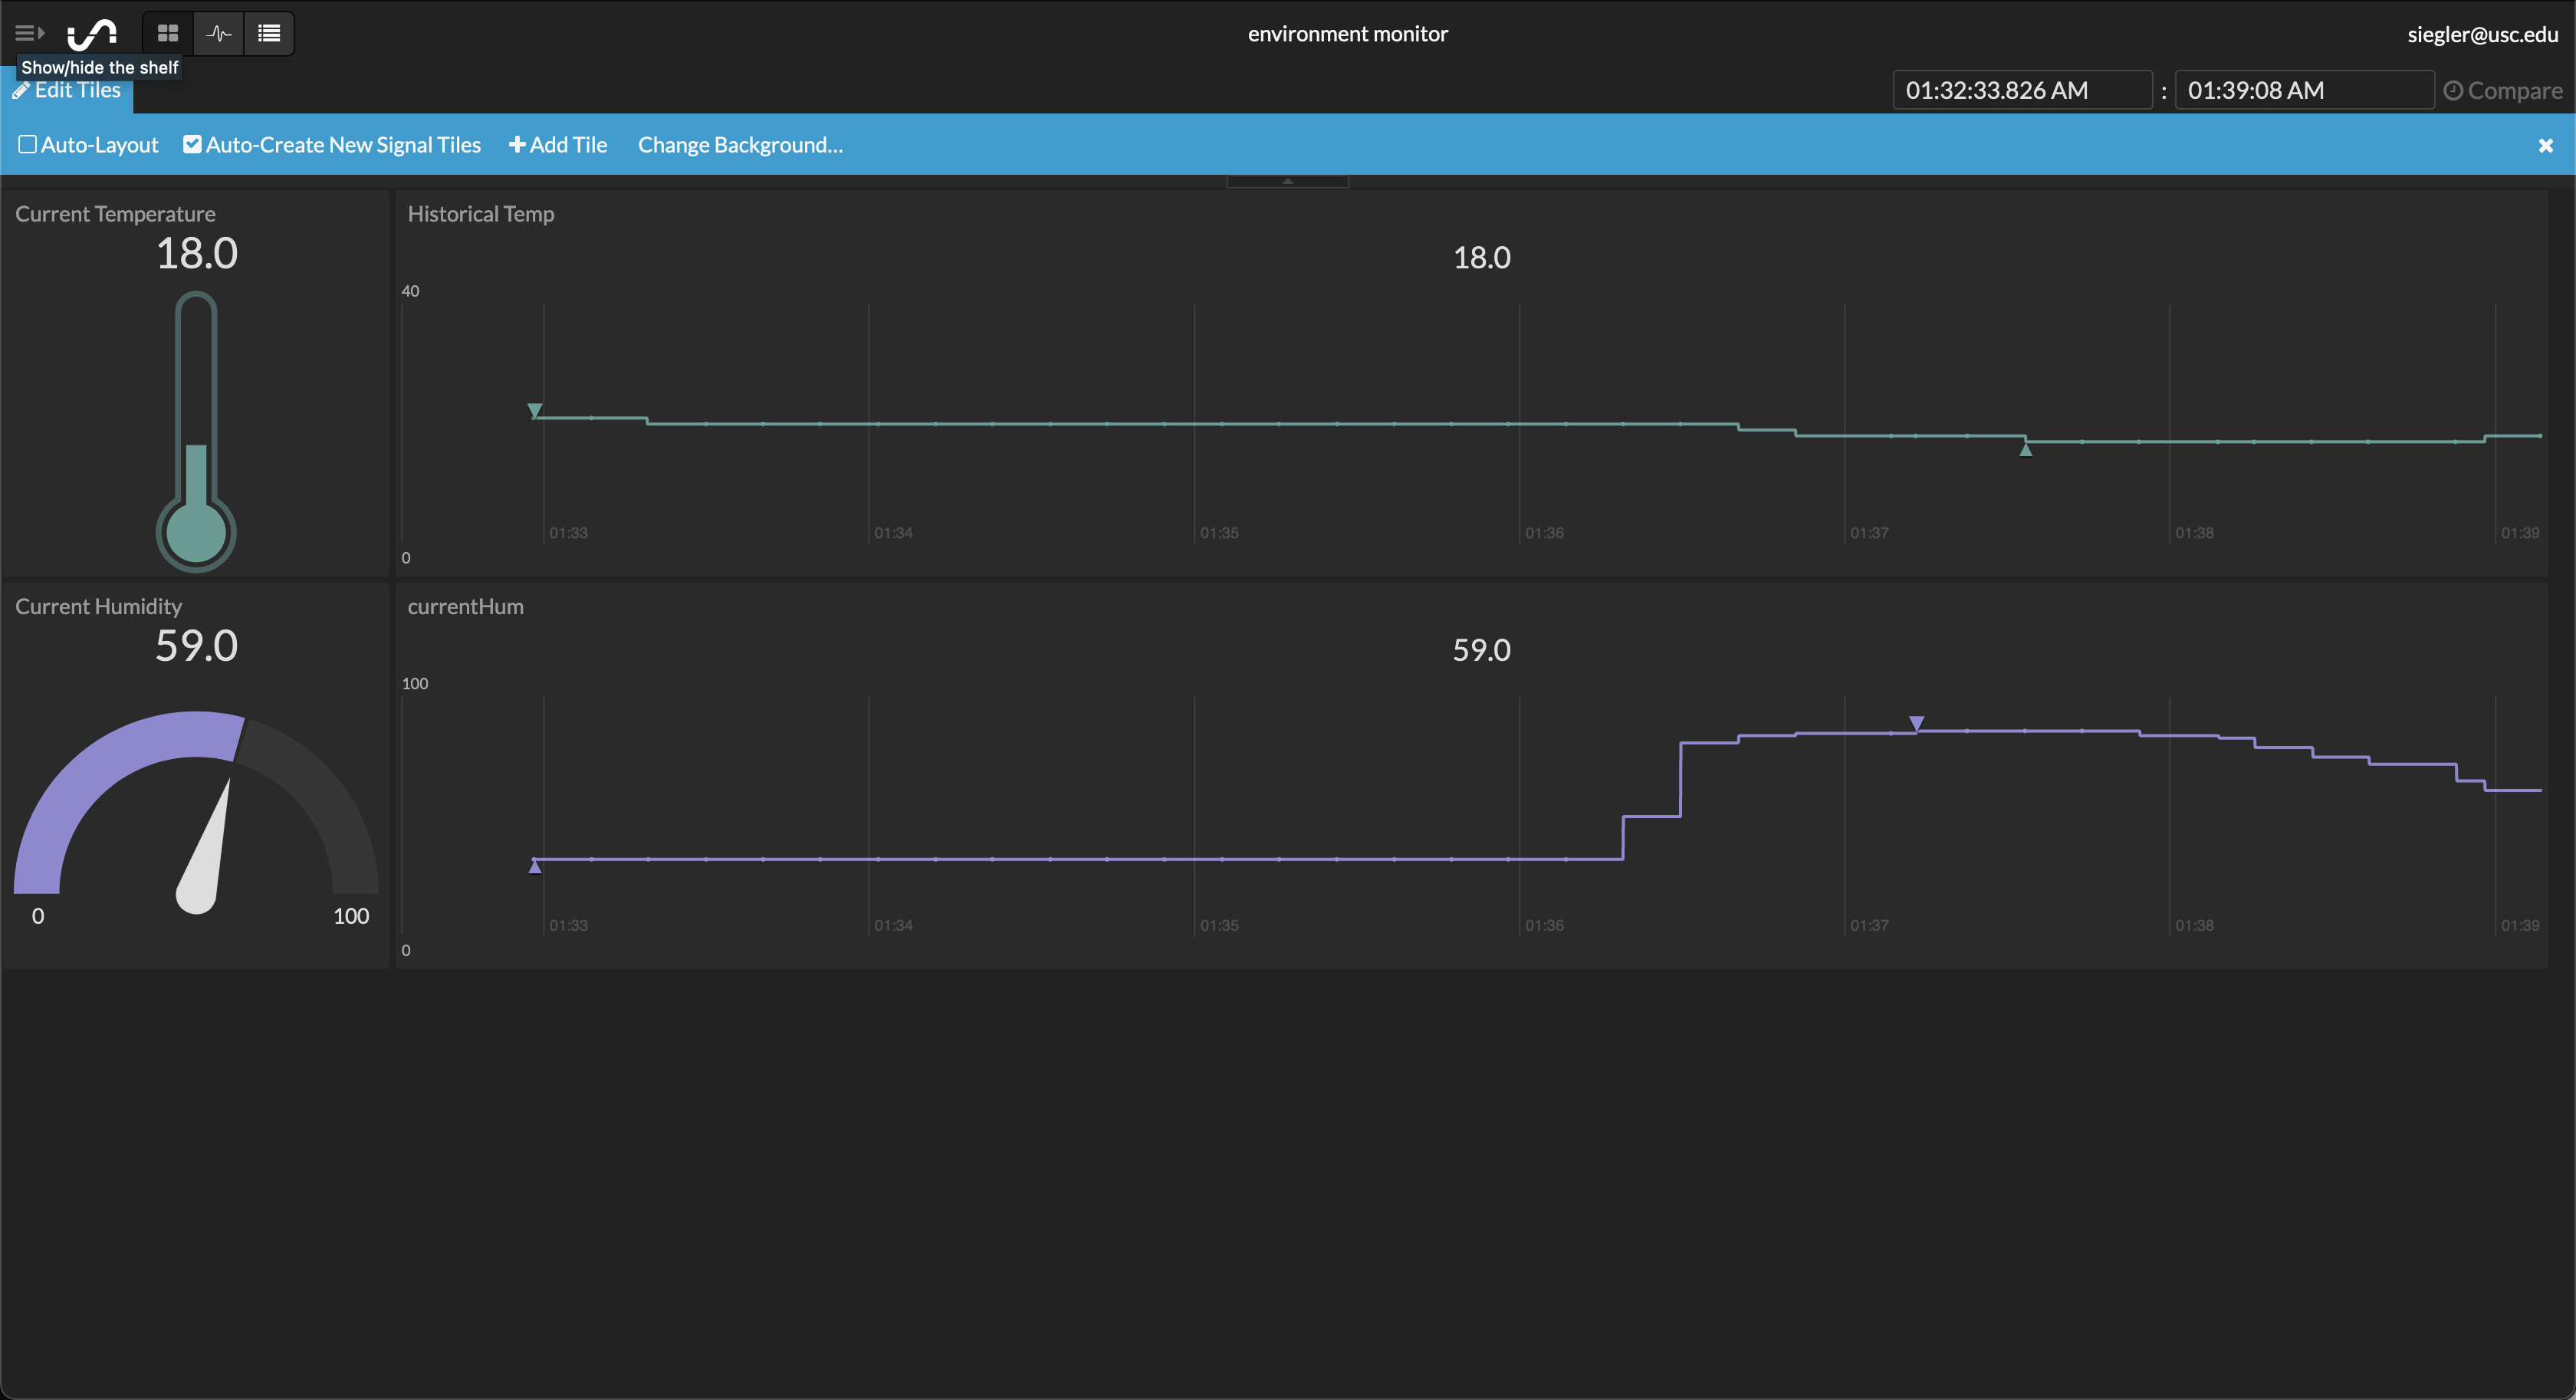 environment monitor
siegler@usc.edu
Show/hide the shelf
Edit Tiles
01:32:33.826 AM : 01:39:08 AM Compare
Auto-Layout Auto-Create New Signal Tiles Add Tile Change Background...
Current Temperature
18.0
Historical Temp
18.0
40
01:33 01:34 01:35 01:36 01:37 01:38 01:39
0
Current Humidity
59.0
0 100
currentHum
59.0
100
01:33 01:34 01:35 01:36 01:37 01:38 01:39
0